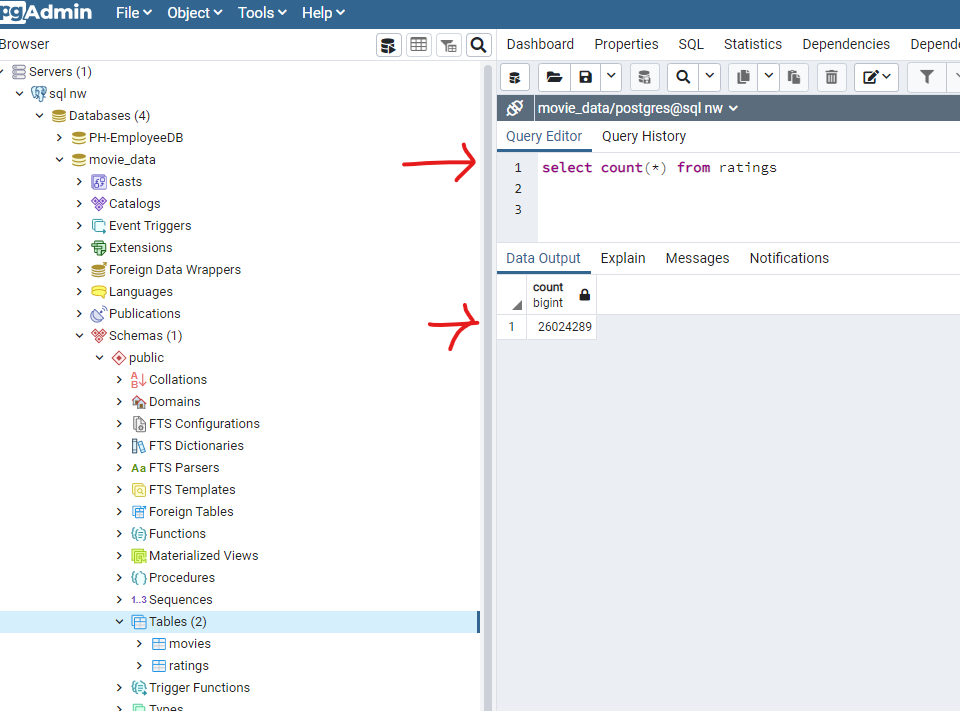 pgAdmin File Object Tools Help
Browser
Dashboard Properties SQL Statistics Dependencies
Servers (1)
sql nw
Databases (4)
PH-EmployeeDB
movie_data
Casts
Catalogs
Event Triggers
Extensions
Foreign Data Wrappers
Languages
Publications
Schemas (1)
public
Collations
Domains
FTS Configurations
FTS Dictionaries
Aa FTS Parsers
FTS Templates
Foreign Tables
Functions
Materialized Views
Procedures
1..3 Sequences
Tables (2)
movies
ratings
Trigger Functions
Types
movie_data/postgres@sql nw
Query Editor Query History
1 select count(*) from ratings
2
3
Data Output Explain Messages Notifications
count
bigint
1 26024289